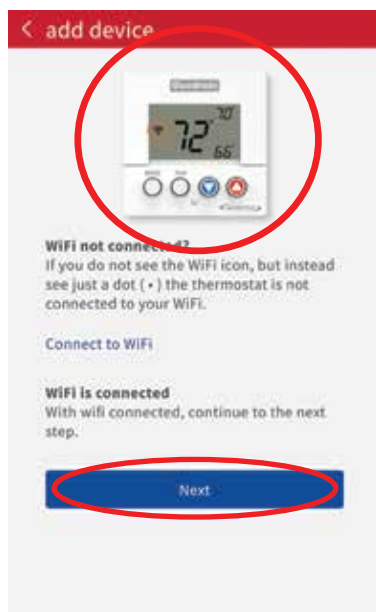 < add device
70
72
66
WiFi not connected?
If you do not see the WiFi icon, but instead
see just a dot ( • ) the thermostat is not
connected to your WiFi.
Connect to WiFi
WiFi is connected
With wifi connected, continue to the next
step.
Next